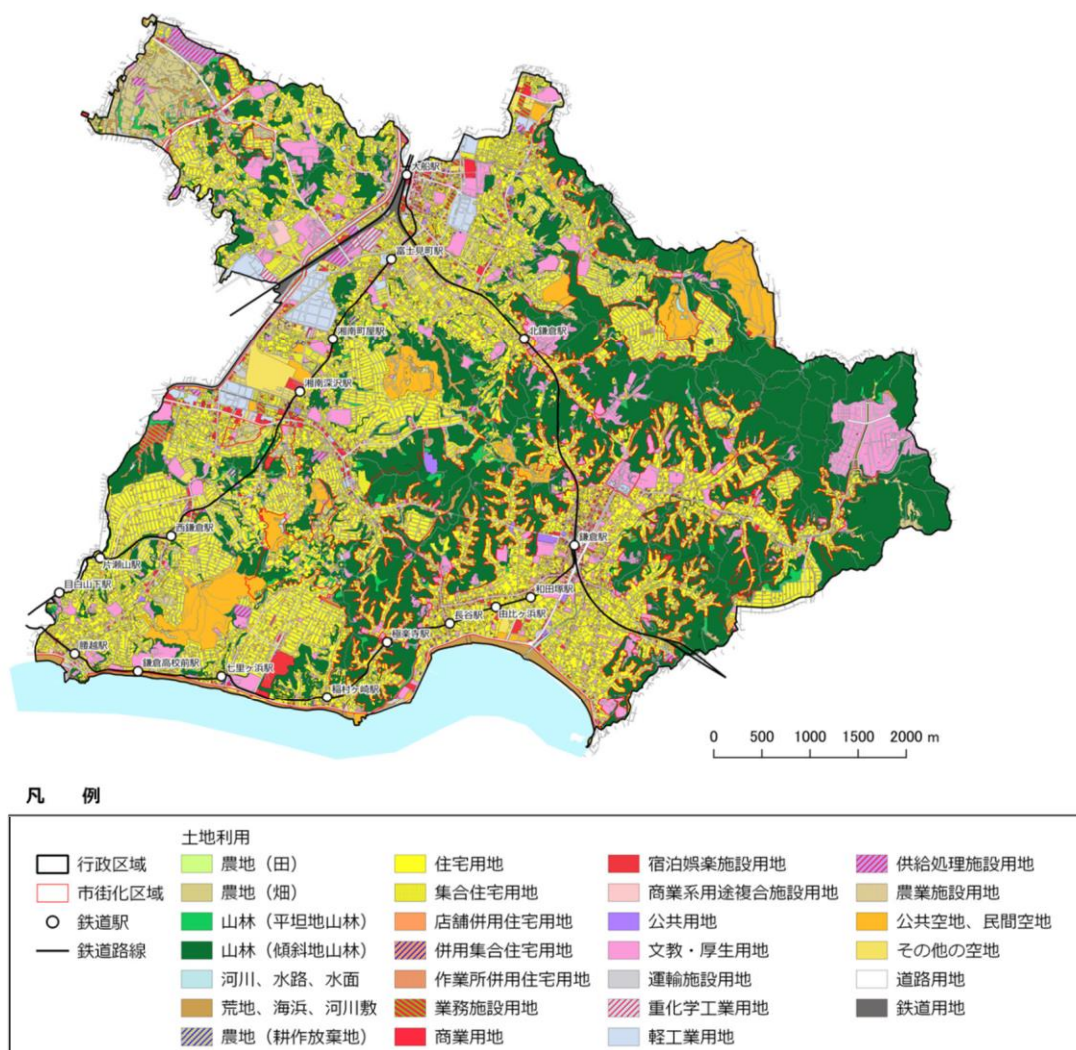 大船駅
富士見町駅
湘南町屋駅
北鎌倉駅
湘南深沢駅
西鎌倉駅
片瀬山駅
鎌倉駅
目白山下駅
和田塚駅
由比ヶ浜駅
長谷駅
極楽寺駅
腰越駅
鎌倉高校前駅
七里ヶ浜駅
稲村ヶ崎駅
0 500 1000 1500 2000 m
凡 例
土地利用
行政区域 農地（田） 住宅用地 宿泊娯楽施設用地 供給処理施設用地
市街化区域 農地（畑） 集合住宅用地 商業系用途複合施設用地 農業施設用地
鉄道駅 山林（平坦地山林） 店舗併用住宅用地 公共用地 公共空地、民間空地
鉄道路線 山林（傾斜地山林） 併用集合住宅用地 文教・厚生用地 その他の空地
河川、水路、水面 作業所併用住宅用地 運輸施設用地 道路用地
荒地、海浜、河川敷 業務施設用地 重化学工業用地 鉄道用地
農地（耕作放棄地） 商業用地 軽工業用地